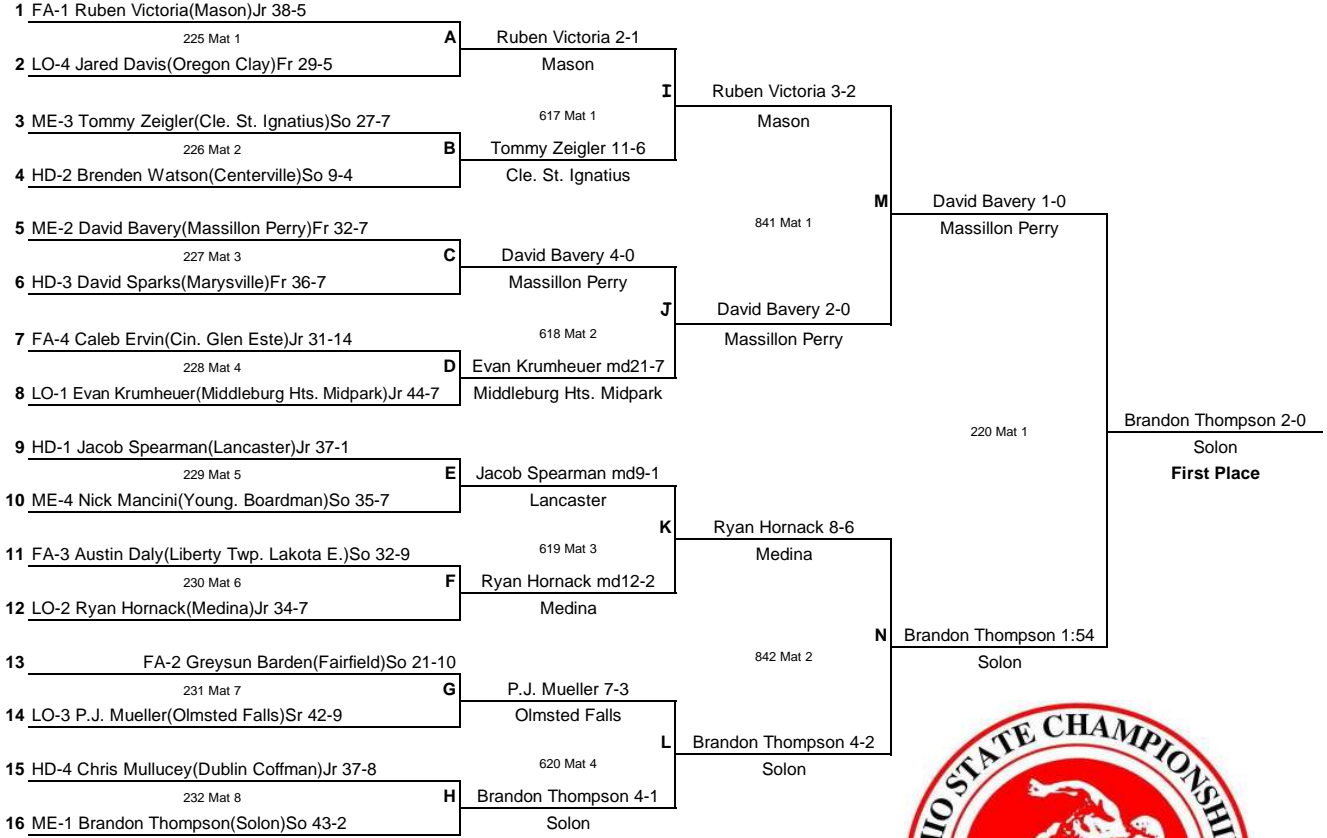 1 FA-1 Ruben Victoria(Mason)Jr 38-5
225 Mat 1
A
Ruben Victoria 2-1
2 LO-4 Jared Davis(Oregon Clay)Fr 29-5
Mason
I
Ruben Victoria 3-2
3 ME-3 Tommy Zeigler(Cle. St. Ignatius)So 27-7
617 Mat 1
Mason
226 Mat 2
B
Tommy Zeigler 11-6
4 HD-2 Brenden Watson(Centerville)So 9-4
Cle. St. Ignatius
M
David Bavery 1-0
5 ME-2 David Bavery(Massillon Perry)Fr 32-7
841 Mat 1
Massillon Perry
227 Mat 3
C
David Bavery 4-0
6 HD-3 David Sparks(Marysville)Fr 36-7
Massillon Perry
J
David Bavery 2-0
7 FA-4 Caleb Ervin(Cin. Glen Este)Jr 31-14
618 Mat 2
Massillon Perry
228 Mat 4
D
Evan Krumheuer md21-7
8 LO-1 Evan Krumheuer(Middleburg Hts. Midpark)Jr 44-7
Middleburg Hts. Midpark
220 Mat 1
Brandon Thompson 2-0
Solon
First Place
9 HD-1 Jacob Spearman(Lancaster)Jr 37-1
229 Mat 5
E
Jacob Spearman md9-1
10 ME-4 Nick Mancini(Young. Boardman)So 35-7
Lancaster
K
Ryan Hornack 8-6
11 FA-3 Austin Daly(Liberty Twp. Lakota E.)So 32-9
619 Mat 3
Medina
230 Mat 6
F
Ryan Hornack md12-2
12 LO-2 Ryan Hornack(Medina)Jr 34-7
Medina
N
Brandon Thompson 1:54
13 FA-2 Greysun Barden(Fairfield)So 21-10
842 Mat 2
Solon
231 Mat 7
G
P.J. Mueller 7-3
14 LO-3 P.J. Mueller(Olmsted Falls)Sr 42-9
Olmsted Falls
L
Brandon Thompson 4-2
15 HD-4 Chris Mullucey(Dublin Coffman)Jr 37-8
620 Mat 4
Solon
232 Mat 8
H
Brandon Thompson 4-1
16 ME-1 Brandon Thompson(Solon)So 43-2
Solon
HIO STATE CHAMPIONSHI